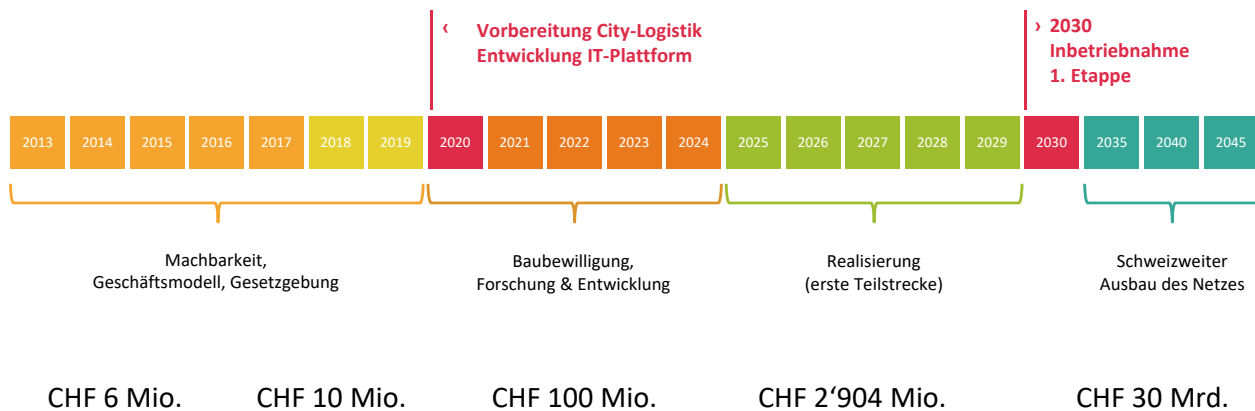 ‹ Vorbereitung City-Logistik
Entwicklung IT-Plattform
› 2030
Inbetriebnahme
1. Etappe
2013 2014 2015 2016 2017 2018 2019 2020 2021 2022 2023 2024 2025 2026 2027 2028 2029 2030 2035 2040 2045
Machbarkeit,
Geschäftsmodell, Gesetzgebung
Baubewilligung,
Forschung & Entwicklung
Realisierung
(erste Teilstrecke)
Schweizweiter
Ausbau des Netzes
CHF 6 Mio. CHF 10 Mio. CHF 100 Mio. CHF 2‘904 Mio. CHF 30 Mrd.